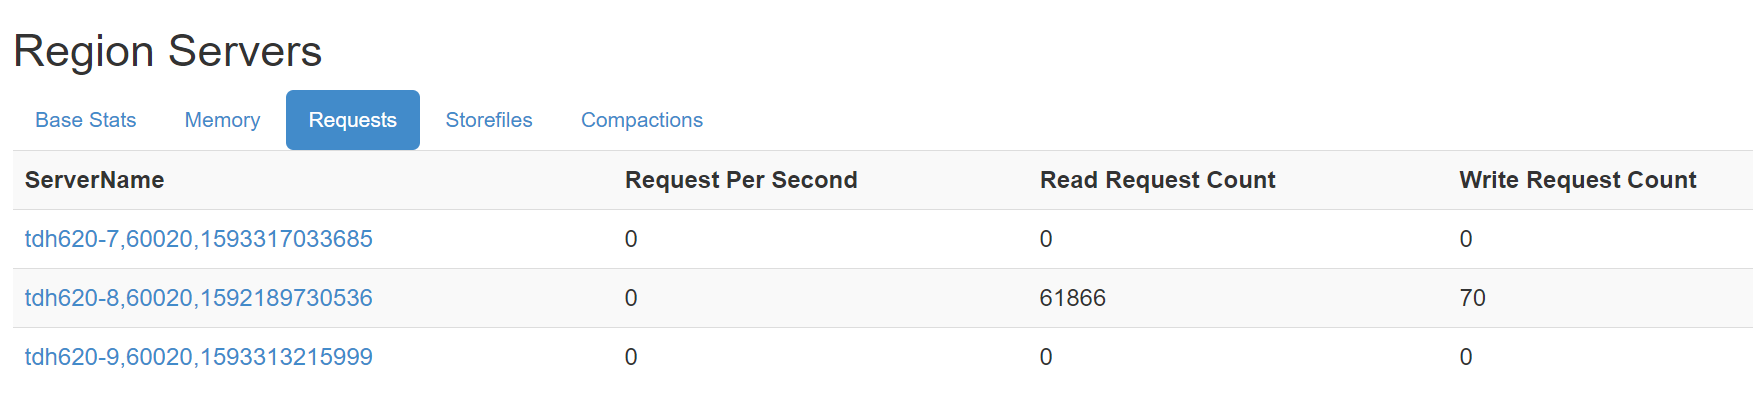 Region Servers
Base Stats Memory Requests Storefiles Compactions
ServerName Request Per Second Read Request Count Write Request Count
tdh620-7,60020,1593317033685 0 0 0
tdh620-8,60020,1592189730536 0 61866 70
tdh620-9,60020,1593313215999 0 0 0